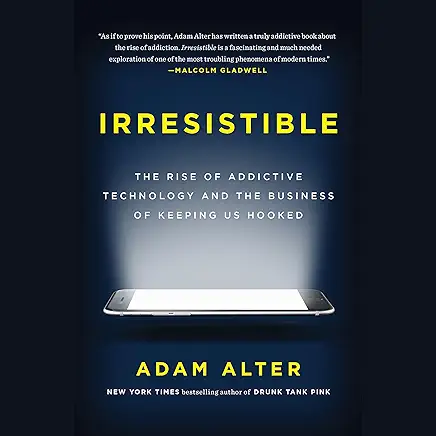 "As if to prove his point, Adam Alter has written a truly addictive book about
the rise of addiction. Irresistible is a fascinating and much needed
exploration of one of the most troubling phenomena of modern times."
—MALCOLM GLADWELL
IRRESISTIBLE
THE RISE OF ADDICTIVE
TECHNOLOGY AND THE BUSINESS
OF KEEPING US HOOKED
ADAM ALTER
NEW YORK TIMES bestselling author of DRUNK TANK PINK